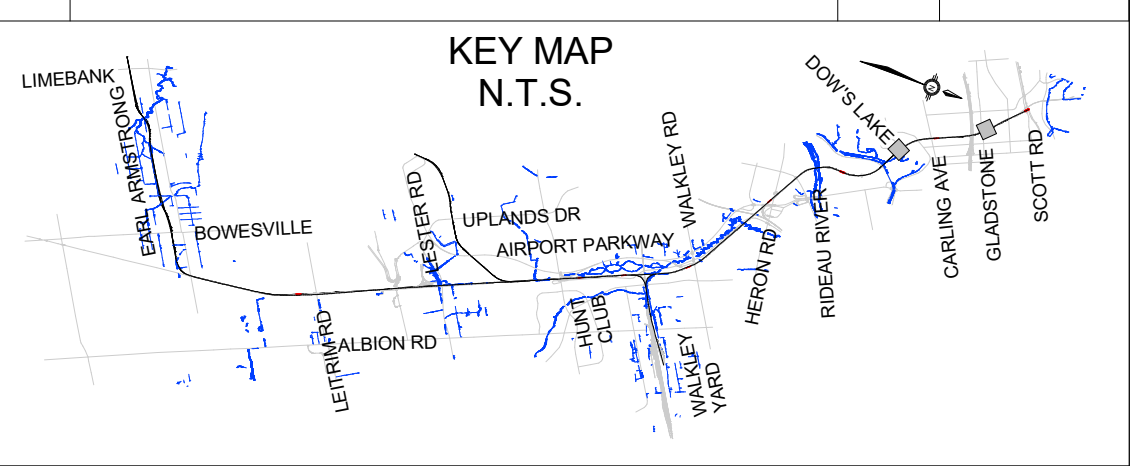 KEY MAP
N.T.S.
LIMEBANK
EARL ARMSTRONG
BOWESVILLE
LEITRIM RD
ALBION RD
LESTER RD
UPLANDS DR
AIRPORT PARKWAY
HUNT
CLUB
WALKLEY
YARD
WALKLEY RD
HERON RD
RIDEAU RIVER
DOW'S LAKE
N
CARLING AVE
GLADSTONE
SCOTT RD